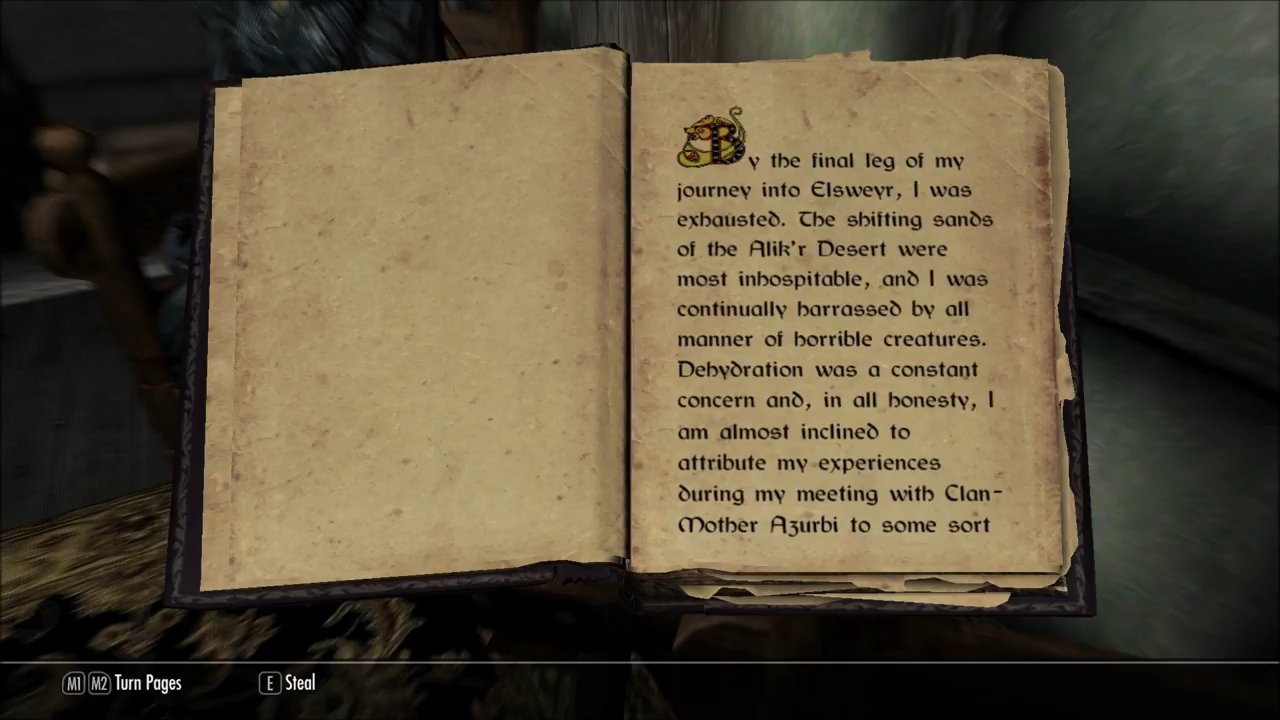 By the final leg of my
journey into Elsweyr, I was
exhausted. The shifting sands
of the Alik'r Desert were
most inhospitable, and I was
continually harrassed by all
manner of horrible creatures.
Dehydration was a constant
concern and, in all honesty, I
am almost inclined to
attribute my experiences
during my meeting with Clan-
Mother Azurbi to some sort
M1 M2 Turn Pages
E Steal